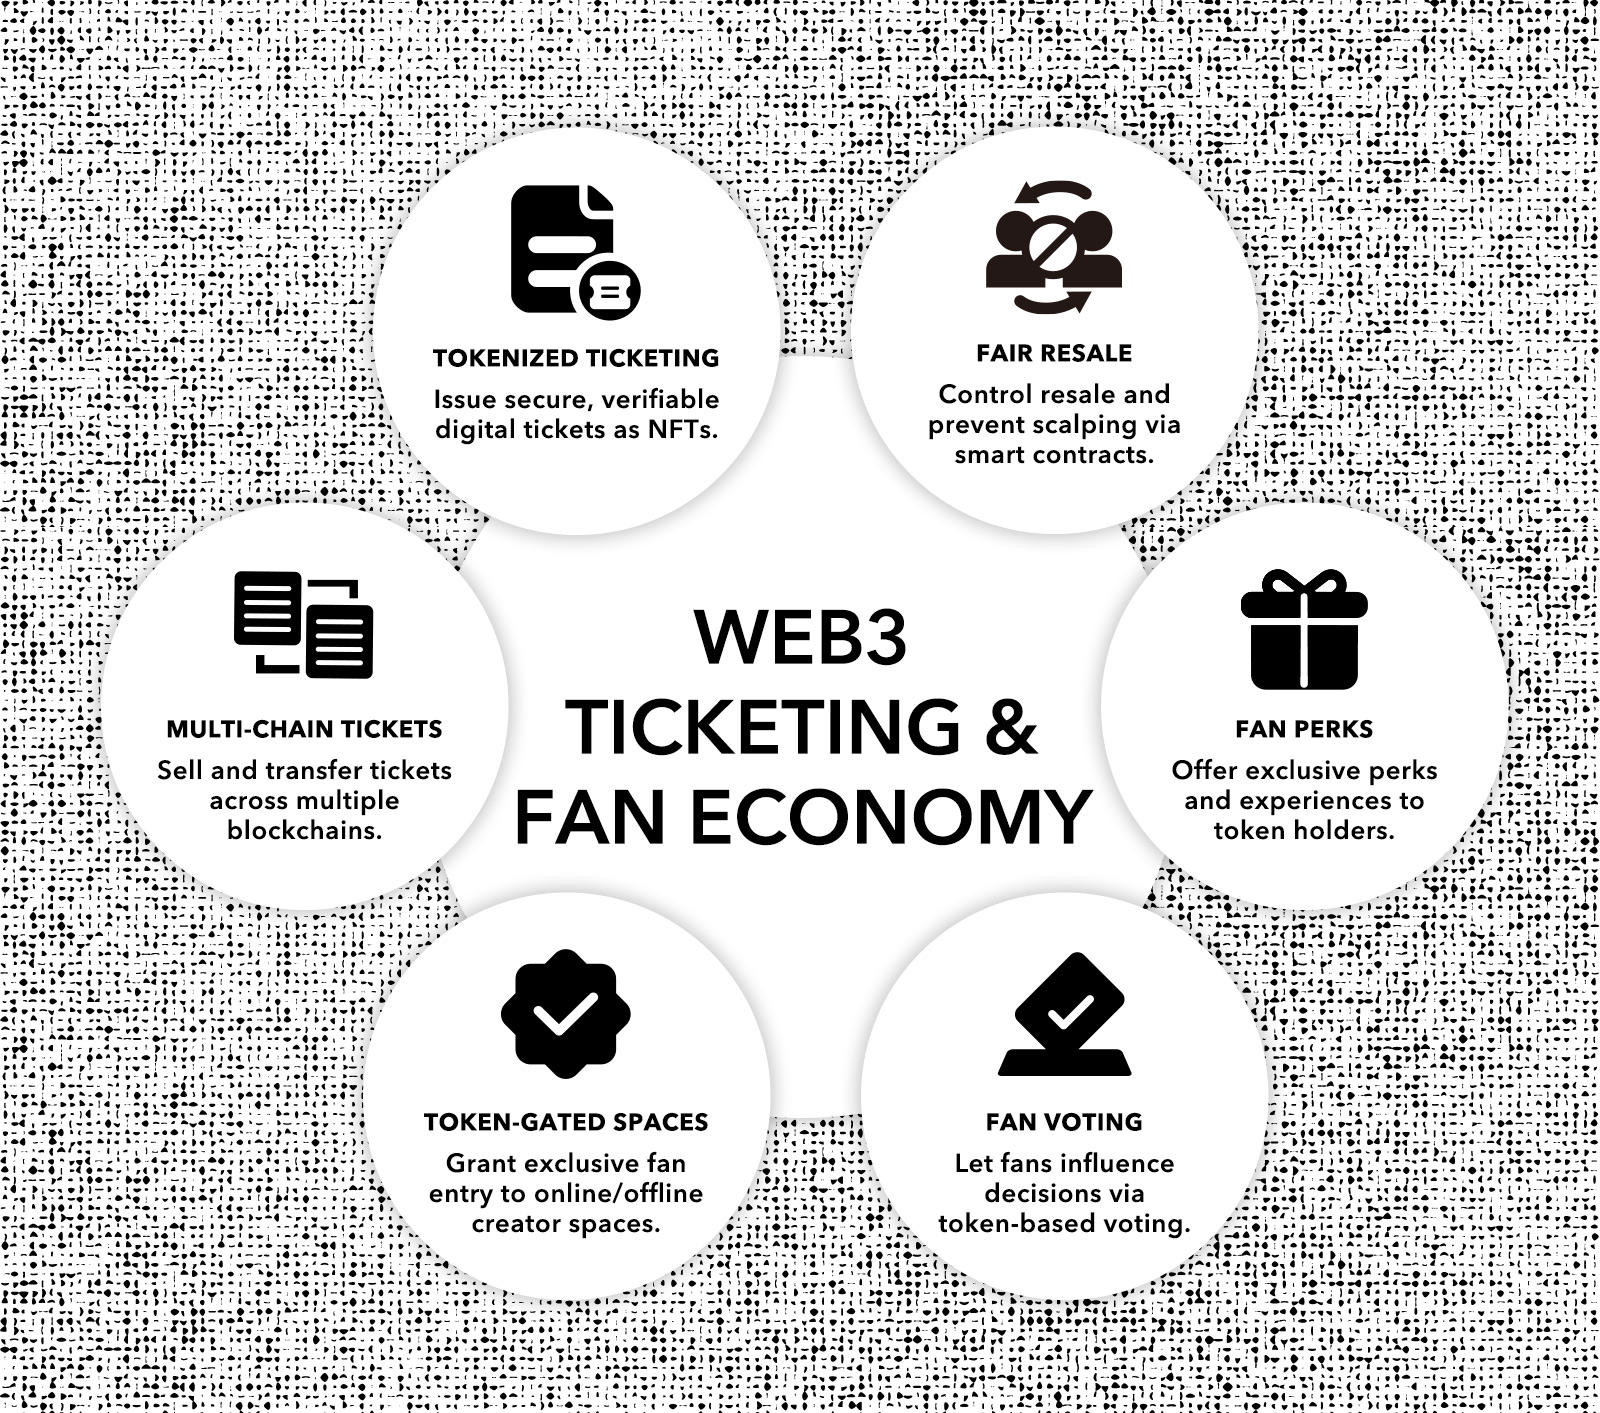 TOKENIZED TICKETING
Issue secure, verifiable
digital tickets as NFTs.
FAIR RESALE
Control resale and
prevent scalping via
smart contracts.
MULTI-CHAIN TICKETS
Sell and transfer tickets
across multiple
blockchains.
WEB3
TICKETING &
FAN ECONOMY
FAN PERKS
Offer exclusive perks
and experiences to
token holders.
TOKEN-GATED SPACES
Grant exclusive fan
entry to online/offline
creator spaces.
FAN VOTING
Let fans influence
decisions via
token-based voting.